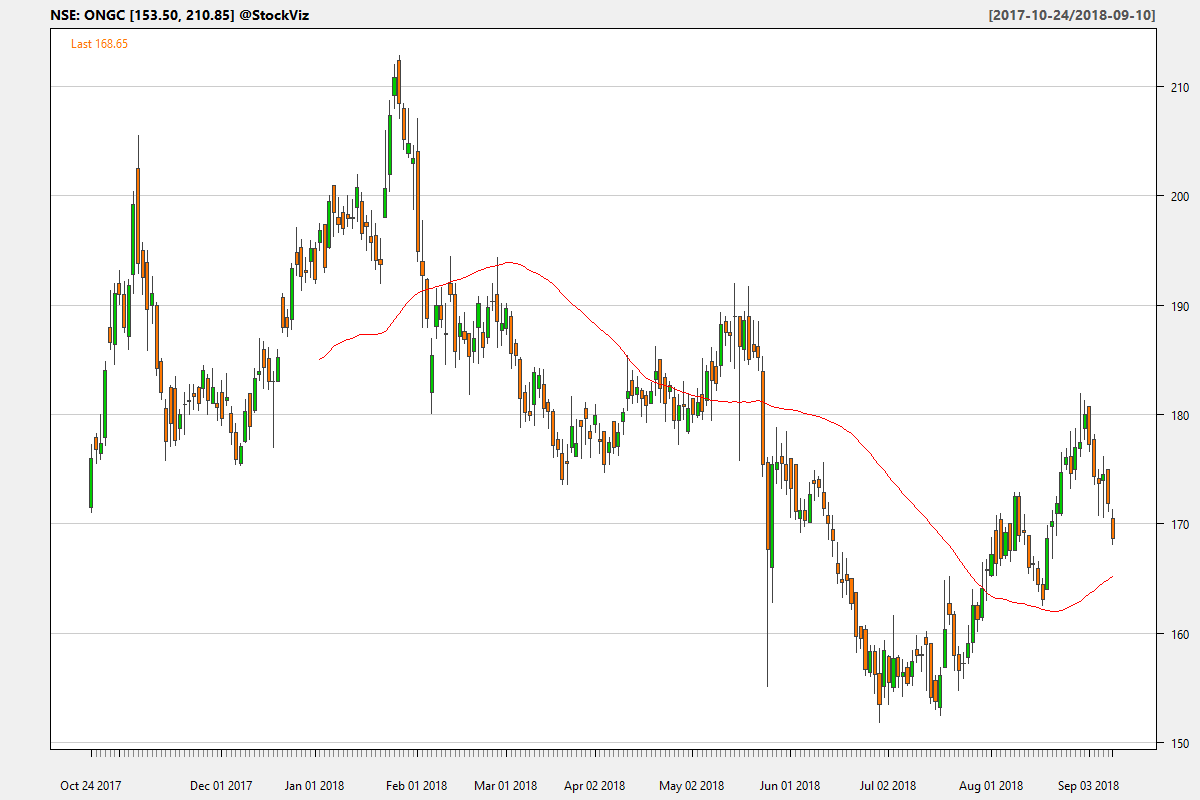 NSE: ONGC [153.50, 210.85] @StockViz
[2017-10-24/2018-09-10]
Last 168.65
210
200
190
180
170
160
150
Oct 24 2017
Dec 01 2017
Jan 01 2018
Feb 01 2018
Mar 01 2018
Apr 02 2018
May 02 2018
Jun 01 2018
Jul 02 2018
Aug 01 2018
Sep 03 2018